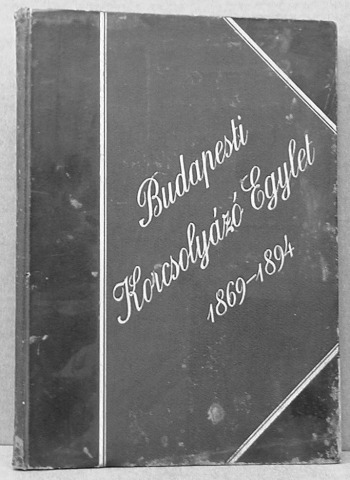 Budapesti
Korcsolyázó Egylet
1869-1894